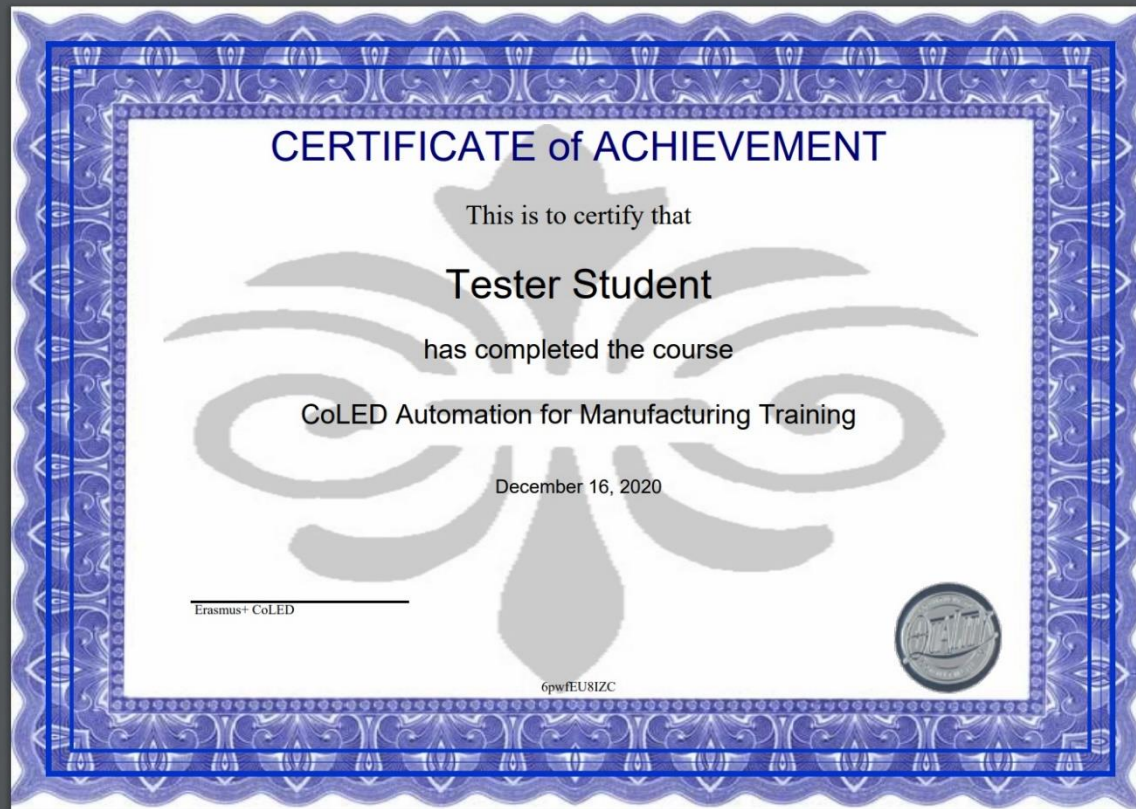 CERTIFICATE of ACHIEVEMENT
This is to certify that
Tester Student
has completed the course
CoLED Automation for Manufacturing Training
December 16, 2020
Erasmus+ CoLED
6pwfEU8IZC